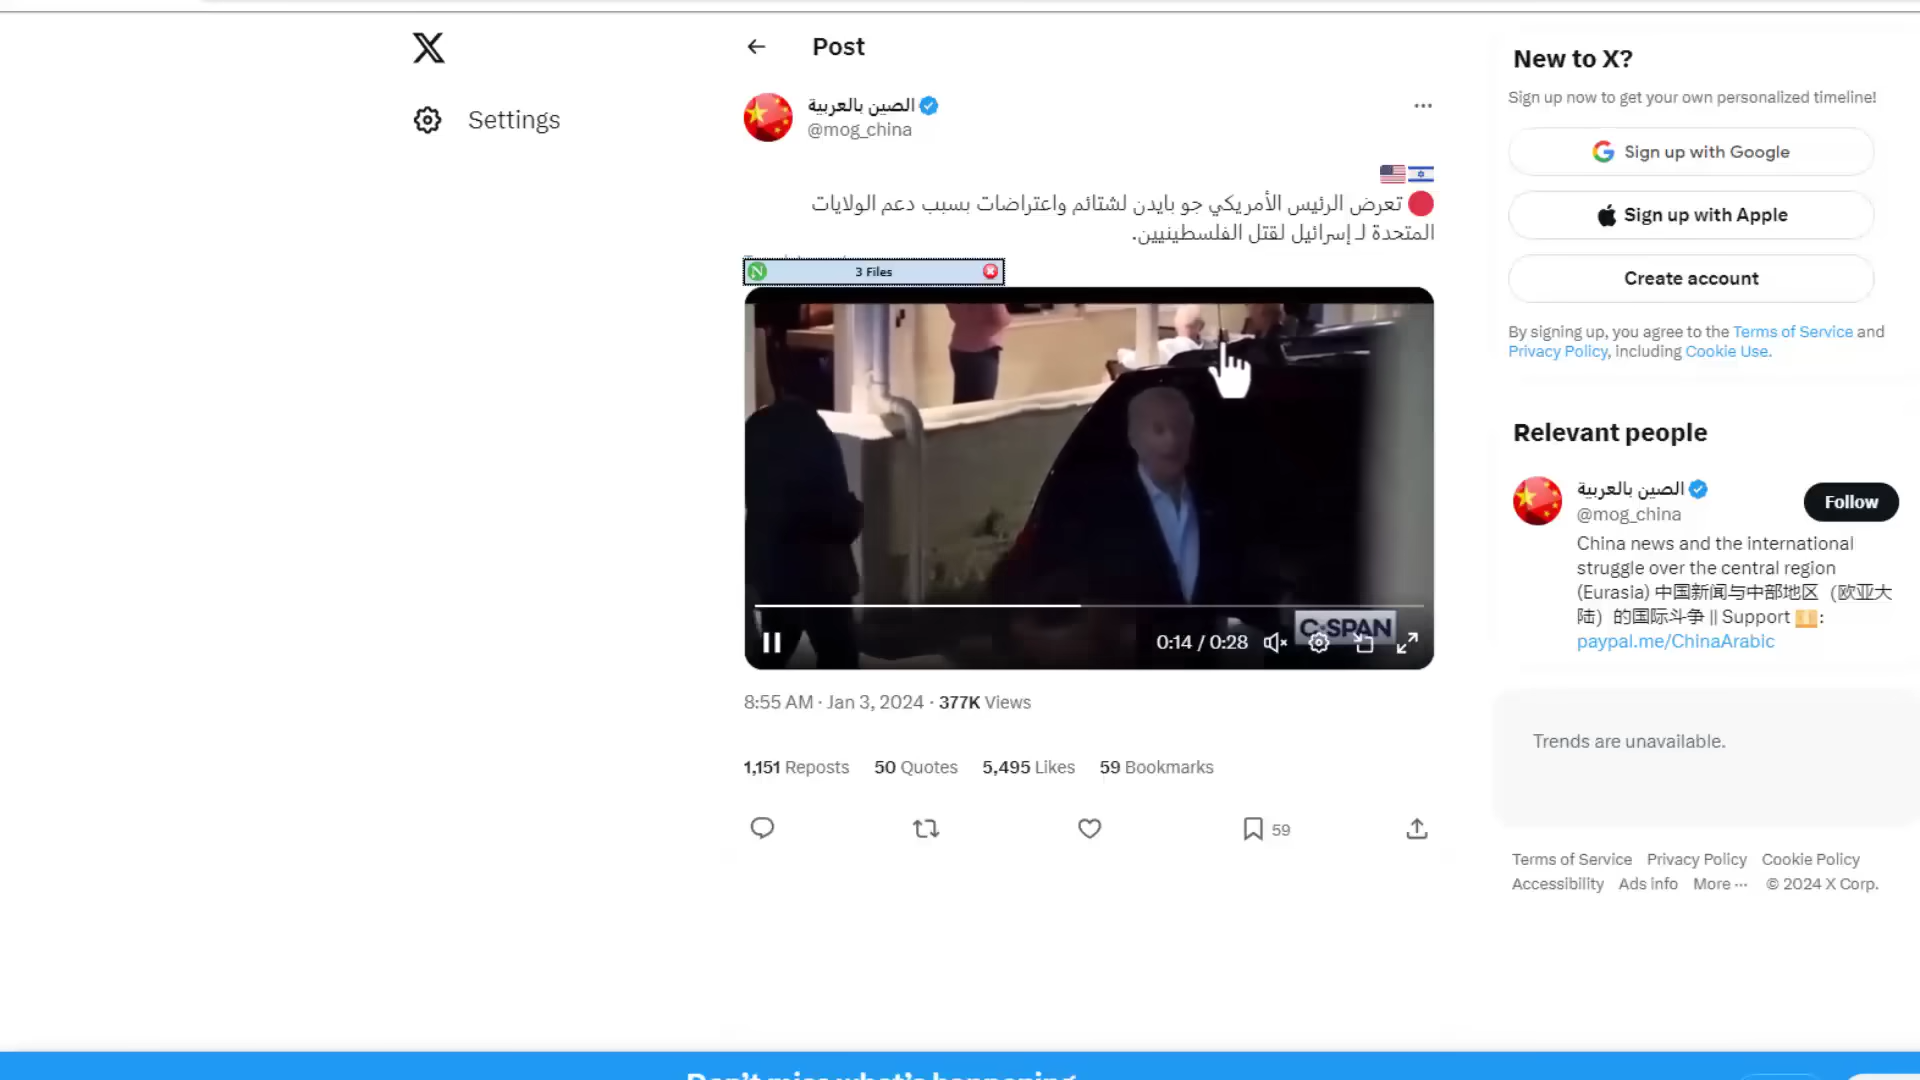 Post
Settings
الصين بالعربية
@mog_china
تعرض الرئيس الأمريكي جو بايدن لشتائم واعتراضات بسبب دعم الولايات
المتحدة لـ إسرائيل لقتل الفلسطينيين.
3 Files
C-SPAN
0:14 / 0:28
8:55 AM · Jan 3, 2024 · 377K Views
1,151 Reposts 50 Quotes 5,495 Likes 59 Bookmarks
59
New to X?
Sign up now to get your own personalized timeline!
Sign up with Google
Sign up with Apple
Create account
By signing up, you agree to the Terms of Service and
Privacy Policy, including Cookie Use.
Relevant people
الصين بالعربية
@mog_china
Follow
China news and the international
struggle over the central region
(Eurasia) 中国新闻与中部地区（欧亚大
陆）的国际斗争 || Support :
paypal.me/ChinaArabic
Trends are unavailable.
Terms of Service Privacy Policy Cookie Policy
Accessibility Ads info More ··· © 2024 X Corp.
Don't miss what's happening